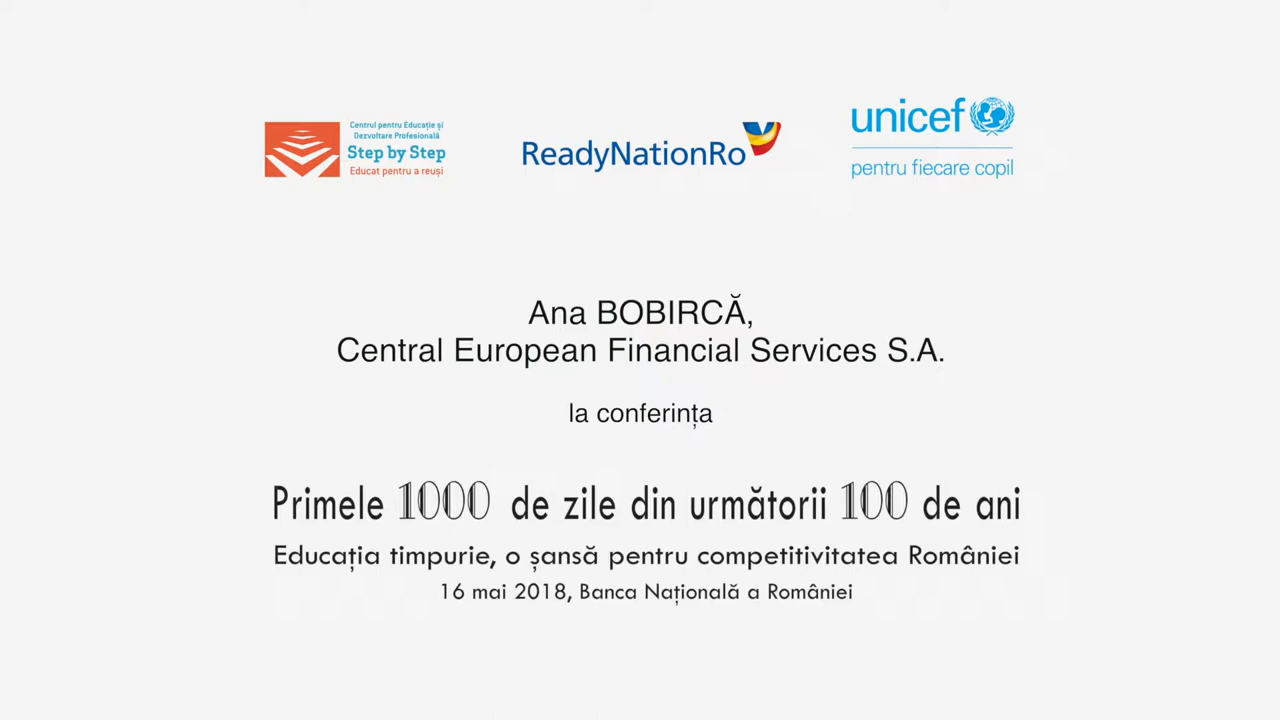 Centrul pentru Educație și
Dezvoltare Profesională
Step by Step
Educat pentru a reuși
ReadyNationRo
unicef
pentru fiecare copil
Ana BOBIRCĂ,
Central European Financial Services S.A.
la conferința
Primele 1000 de zile din următorii 100 de ani
Educația timpurie, o șansă pentru competitivitatea României
16 mai 2018, Banca Națională a României